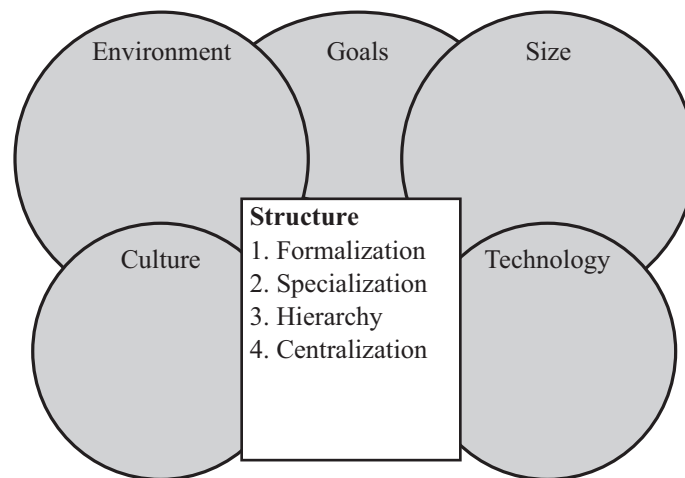 Environment
Goals
Size
Culture
Technology
Structure
1. Formalization
2. Specialization
3. Hierarchy
4. Centralization